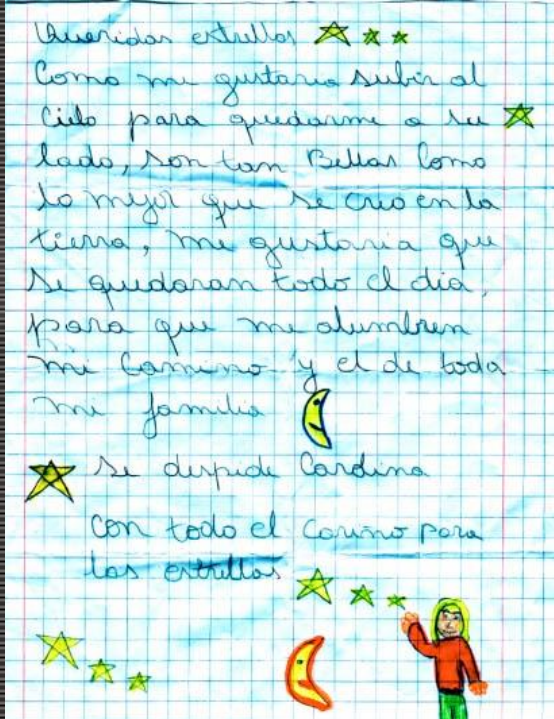 Queridas estrellas
Como me gustaria subir al
Cielo para quedarme a su
lado, son tan Bellas Como
lo mejor que se creo en la
tierra, me gustaria que
se quedaran todo el dia,
para que me alumbren
mi Camino y el de toda
mi familia
Se despide Cardina
con todo el Cariño para
las estrellas